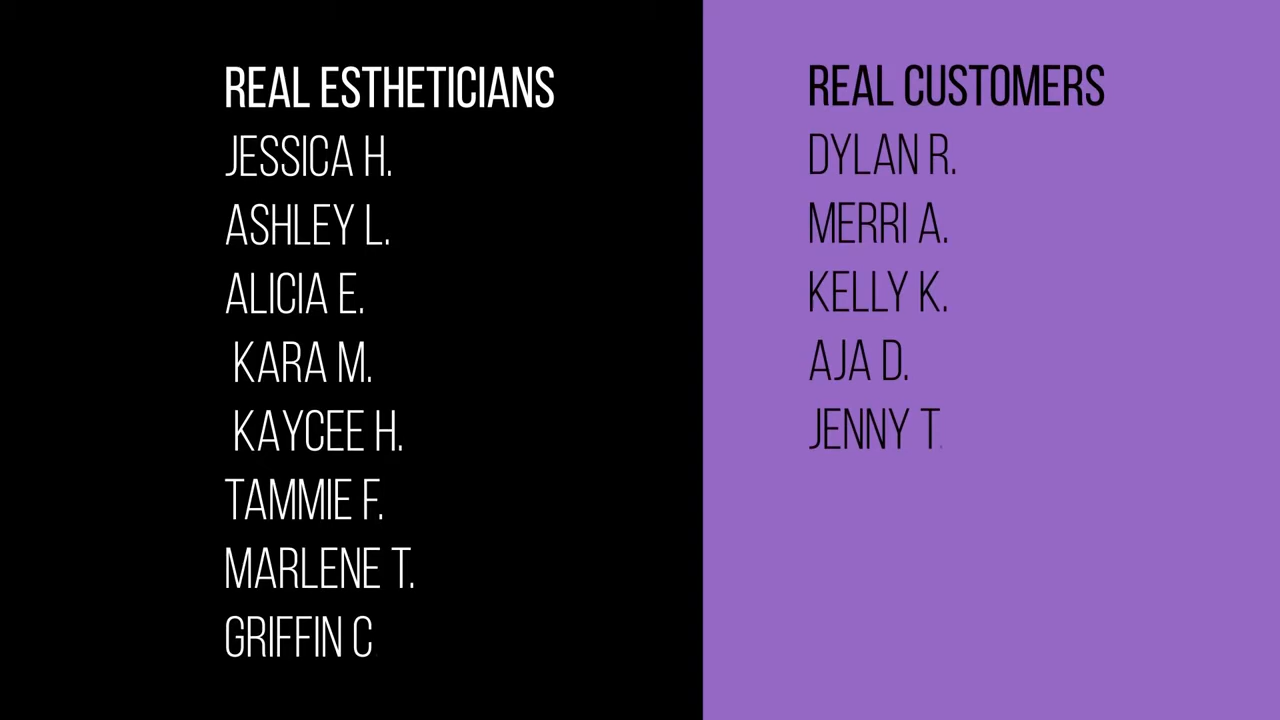 REAL ESTHETICIANS
JESSICA H.
ASHLEY L.
ALICIA E.
KARA M.
KAYCEE H.
TAMMIE F.
MARLENE T.
GRIFFIN C
REAL CUSTOMERS
DYLAN R.
MERRI A.
KELLY K.
AJA D.
JENNY T.